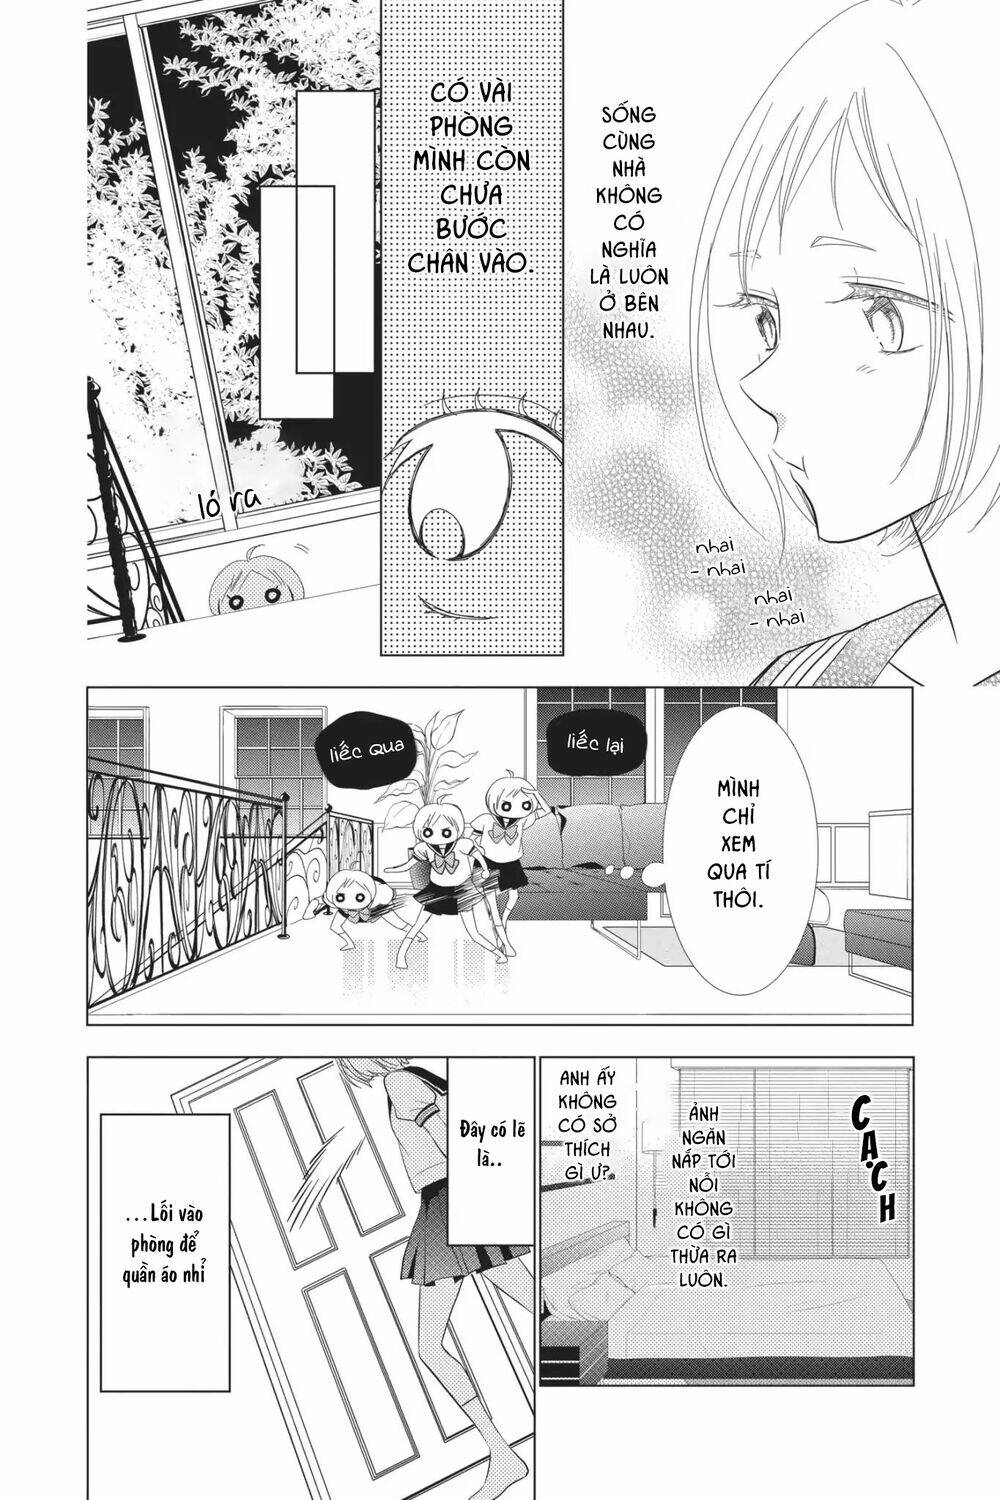 SỐNG
CÙNG
NHÀ
KHÔNG
CÓ
NGHĨA
LÀ LUÔN
Ở BÊN
NHAU.
nhai
- nhai
nhai
- nhai
CÓ VÀI
PHÒNG
MÌNH CÒN
CHƯA
BƯỚC
CHÂN VÀO.
ló ra
MÌNH
CHỈ
XEM
QUA TÍ
THÔI.
liếc lại
liếc qua
CẠCH
ẢNH
NGĂN
NẮP TỚI
NỖI
KHÔNG
CÓ GÌ
THỪA RA
LUÔN.
ANH ẤY
KHÔNG
CÓ SỞ
THÍCH
GÌ Ư?
Đây có lẽ
là..
...Lối vào
phòng để
quần áo nhỉ